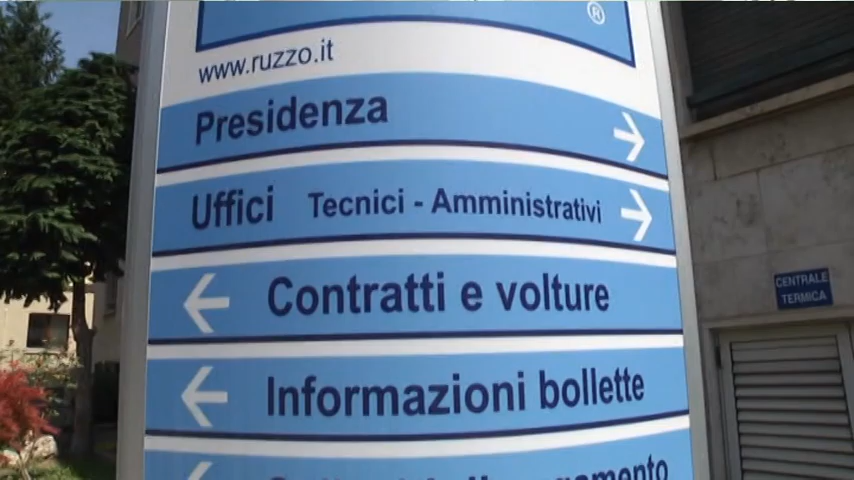 ®
www.ruzzo.it
Presidenza
Uffici Tecnici - Amministrativi
Contratti e volture
Informazioni bollette
CENTRALE
TERMICA